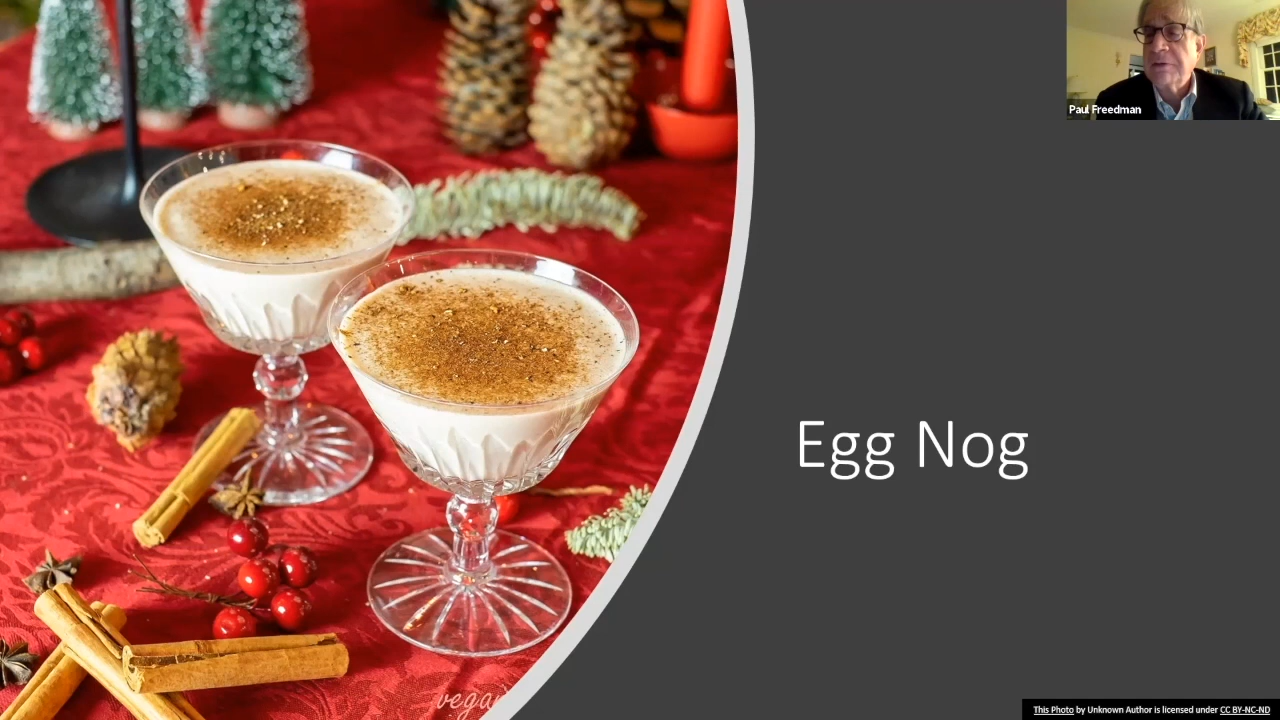 Paul Freedman
Egg Nog
This Photo by Unknown Author is licensed under CC BY-NC-ND